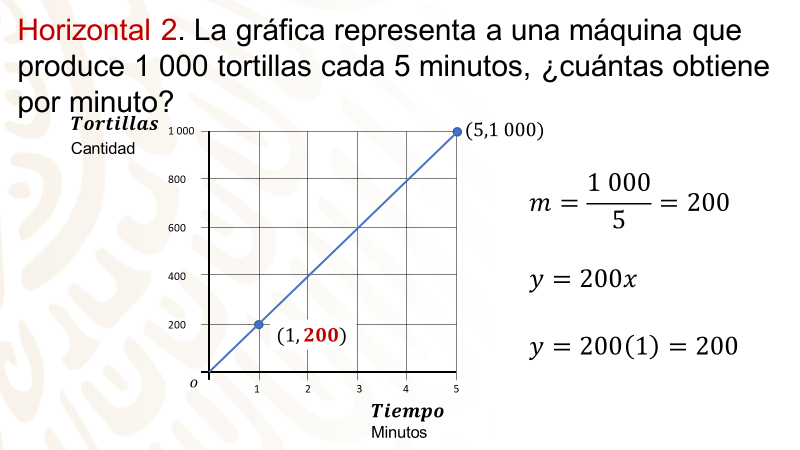 Horizontal 2. La gráfica representa a una máquina que
produce 1 000 tortillas cada 5 minutos, ¿cuántas obtiene
por minuto?
Tortillas
Cantidad
1 000
800
600
400
200
O
1 2 3 4 5
(5,1 000)
(1, 200)
Tiempo
Minutos
m = 1 000 / 5 = 200
y = 200x
y = 200(1) = 200